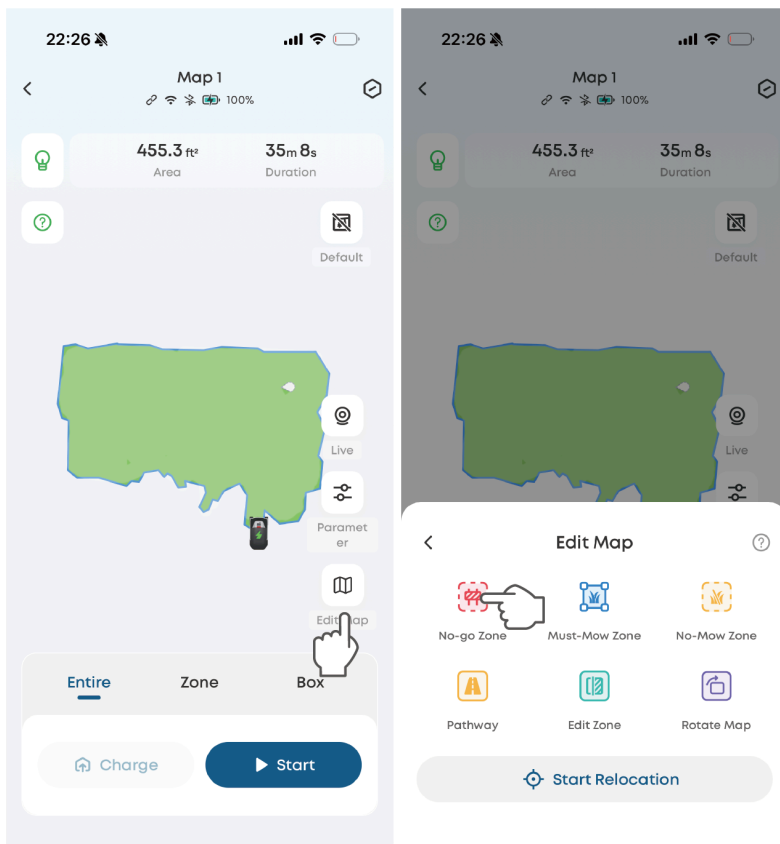 22:26
Map 1
100%
455.3 ft²
Area
35m 8s
Duration
Default
Live
Paramet
er
Edit Map
Entire
Zone
Box
Charge
Start
22:26
Map 1
100%
455.3 ft²
Area
35m 8s
Duration
Default
Live
Edit Map
No-go Zone
Must-Mow Zone
No-Mow Zone
Pathway
Edit Zone
Rotate Map
Start Relocation